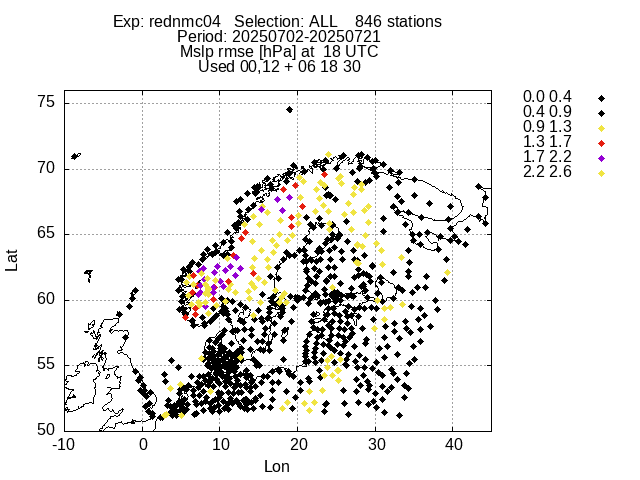 Exp: rednmc04 Selection: ALL 846 stations
Period: 20250702-20250721
Mslp rmse [hPa] at 18 UTC
Used 00,12 + 06 18 30
0.0 0.4
0.4 0.9
0.9 1.3
1.3 1.7
1.7 2.2
2.2 2.6
75
70
65
60
55
50
Lat
-10 0 10 20 30 40
Lon